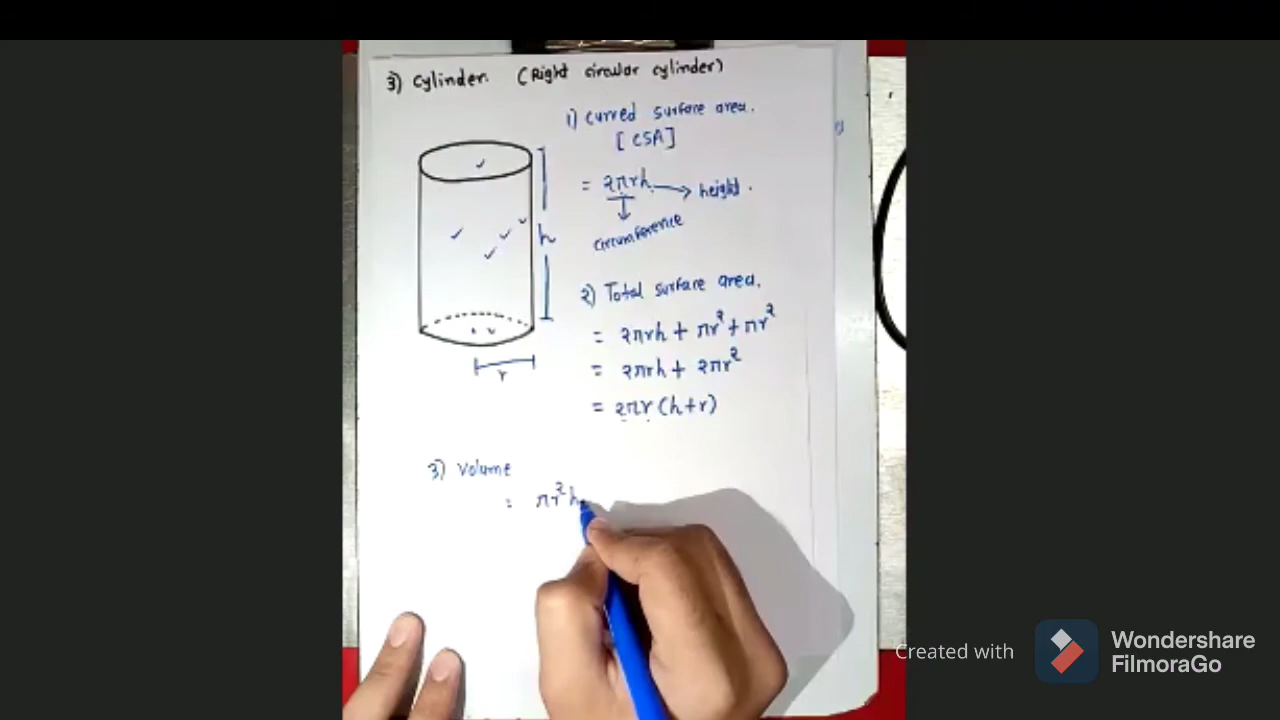 3) Cylinder. (Right circular cylinder)
1) Curved surface area.
[CSA]
= 2πrh → height.
circumference
h
2) Total surface area.
= 2πrh + πr² + πr²
= 2πrh + 2πr²
= 2πr (h+r)
r
3) Volume
= πr²h
Created with Wondershare FilmoraGo